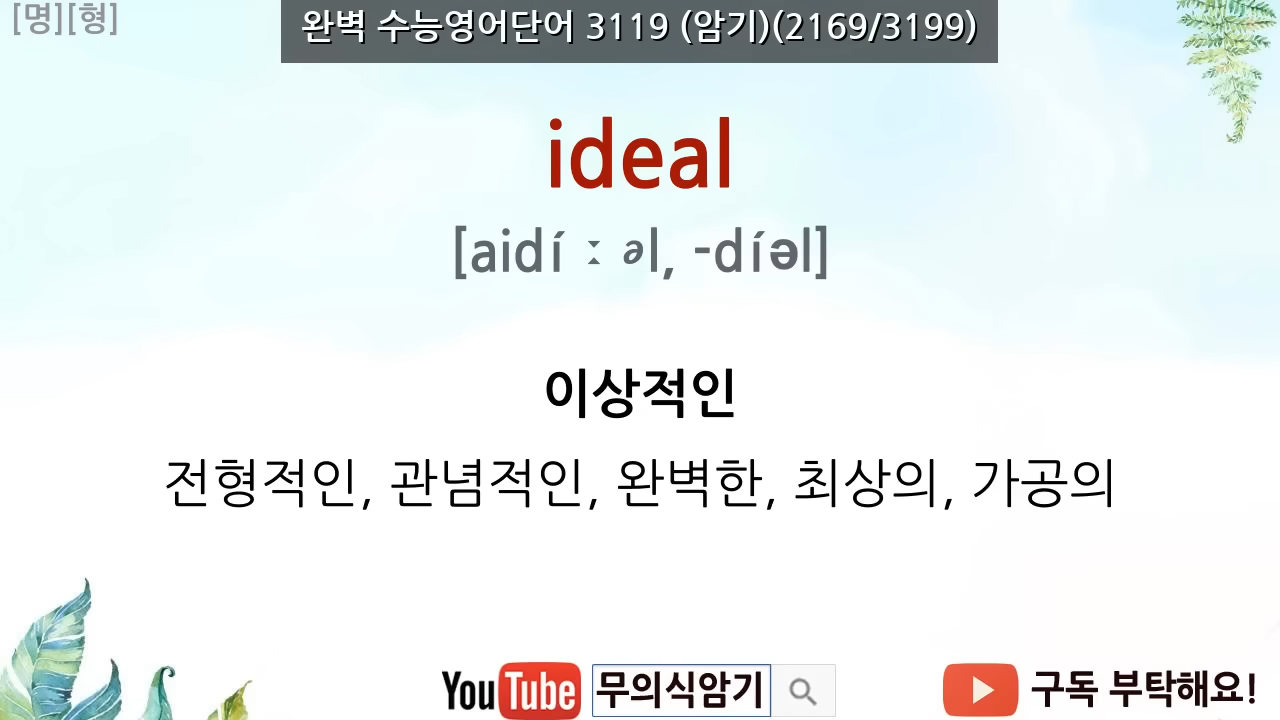 [명][형]
완벽 수능영어단어 3119 (암기)(2169/3199)
ideal
[aidíːəl, -díəl]
이상적인
전형적인, 관념적인, 완벽한, 최상의, 가공의
YouTube 무의식암기 구독 부탁해요!